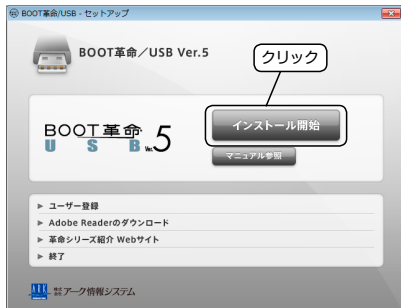 BOOT革命/USB - セットアップ
BOOT革命／USB Ver.5
クリック
BOOT革命
USB Ver.5
インストール開始
マニュアル参照
▶ ユーザー登録
▶ Adobe Readerのダウンロード
▶ 革命シリーズ紹介 Webサイト
▶ 終了
株式会社アーク情報システム